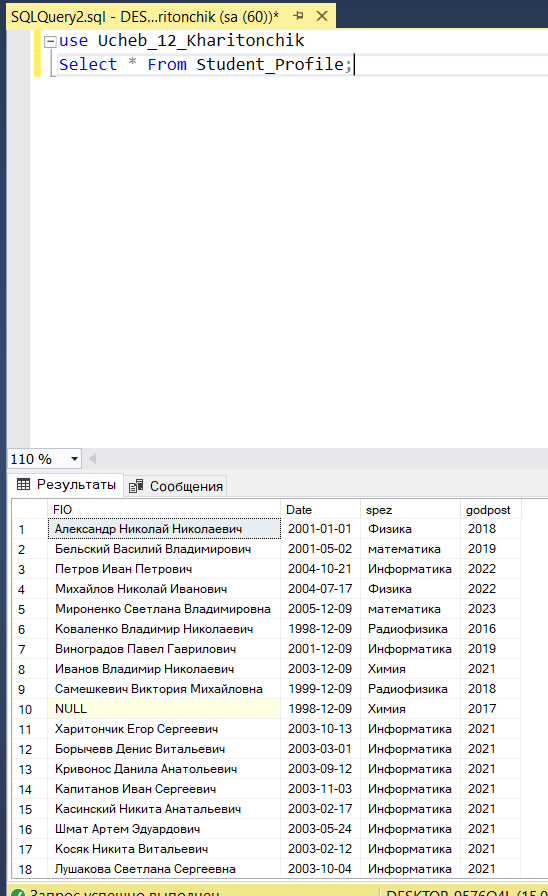 SQLQuery2.sql - DES...ritonchik (sa (60))*
use Ucheb_12_Kharitonchik
Select * From Student_Profile;
110 %
Результаты Сообщения
FIO Date spez godpost
1 Александр Николай Николаевич 2001-01-01 Физика 2018
2 Бельский Василий Владимирович 2001-05-02 математика 2019
3 Петров Иван Петрович 2004-10-21 Информатика 2022
4 Михайлов Николай Иванович 2004-07-17 Физика 2022
5 Мироненко Светлана Владимировна 2005-12-09 математика 2023
6 Коваленко Владимир Николаевич 1998-12-09 Радиофизика 2016
7 Виноградов Павел Гаврилович 2001-12-09 Информатика 2019
8 Иванов Владимир Николаевич 2003-12-09 Химия 2021
9 Самешкевич Виктория Михайловна 1999-12-09 Радиофизика 2018
10 NULL 1998-12-09 Химия 2017
11 Харитончик Егор Сергеевич 2003-10-13 Информатика 2021
12 Борычевв Денис Витальевич 2003-03-01 Информатика 2021
13 Кривонос Данила Анатольевич 2003-09-12 Информатика 2021
14 Капитанов Иван Сергеевич 2003-11-03 Информатика 2021
15 Касинский Никита Анатальевич 2003-02-17 Информатика 2021
16 Шмат Артем Эдуардович 2003-05-24 Информатика 2021
17 Косяк Никита Витальевич 2003-02-12 Информатика 2021
18 Лушакова Светлана Сергеевна 2003-10-04 Информатика 2021
Запрос успешно выполнен DESKTOP-9576O4L (15.0